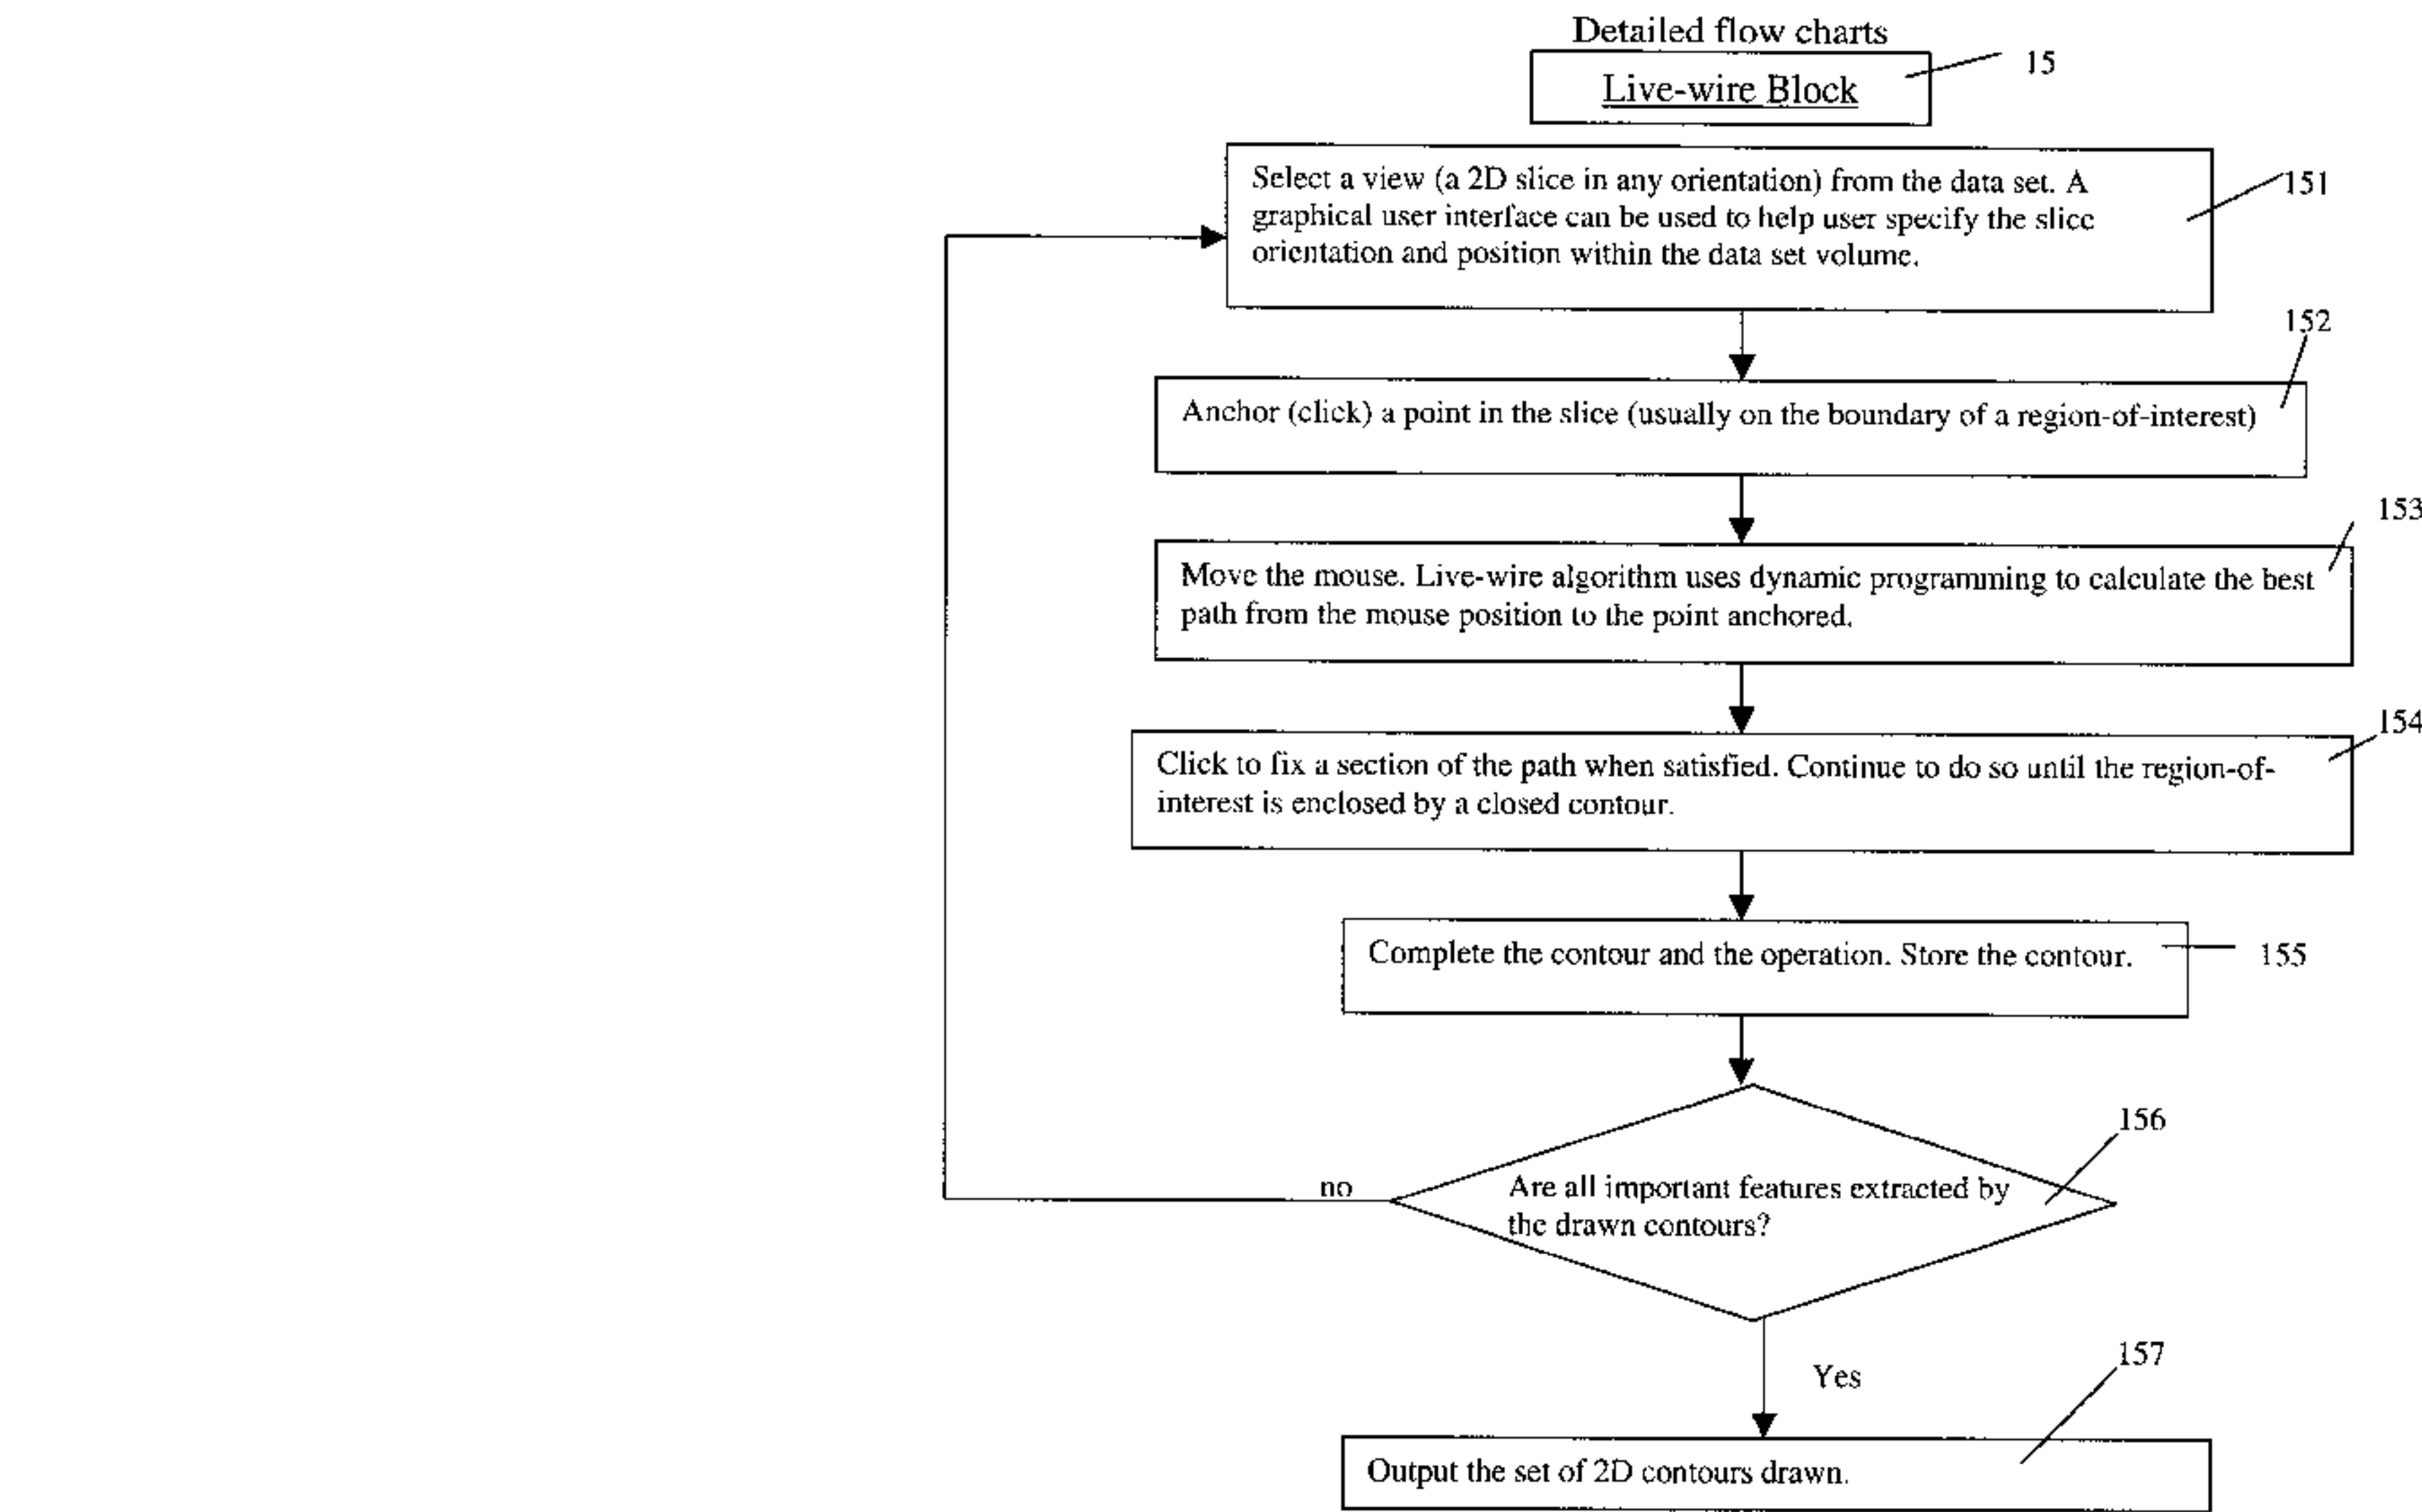 Detailed flow charts
15
Live-wire Block
Select a view (a 2D slice in any orientation) from the data set. A
graphical user interface can be used to help user specify the slice
orientation and position within the data set volume.
151
152
Anchor (click) a point in the slice (usually on the boundary of a region-of-interest)
153
Move the mouse. Live-wire algorithm uses dynamic programming to calculate the best
path from the mouse position to the point anchored.
154
Click to fix a section of the path when satisfied. Continue to do so until the region-of-
interest is enclosed by a closed contour.
Complete the contour and the operation. Store the contour.
155
156
no
Are all important features extracted by
the drawn contours?
Yes
157
Output the set of 2D contours drawn.